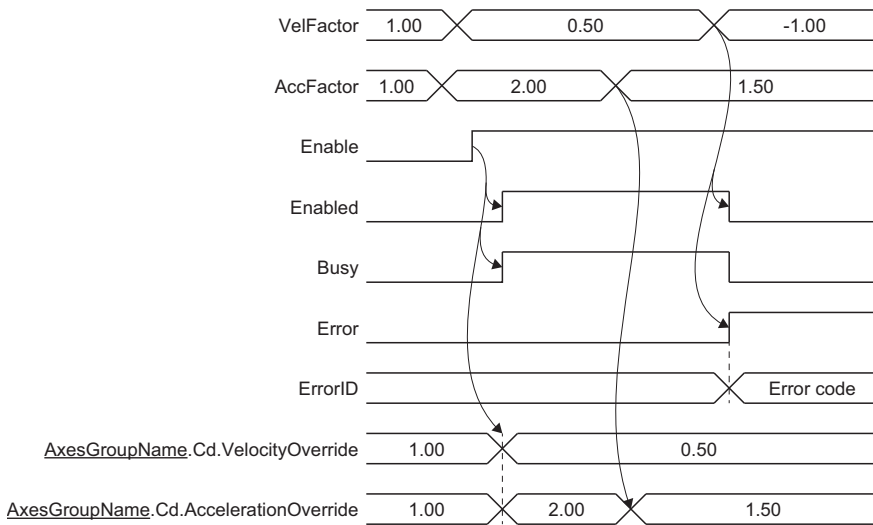 VelFactor 1.00 0.50 -1.00
AccFactor 1.00 2.00 1.50
Enable
Enabled
Busy
Error
ErrorID Error code
AxesGroupName.Cd.VelocityOverride 1.00 0.50
AxesGroupName.Cd.AccelerationOverride 1.00 2.00 1.50